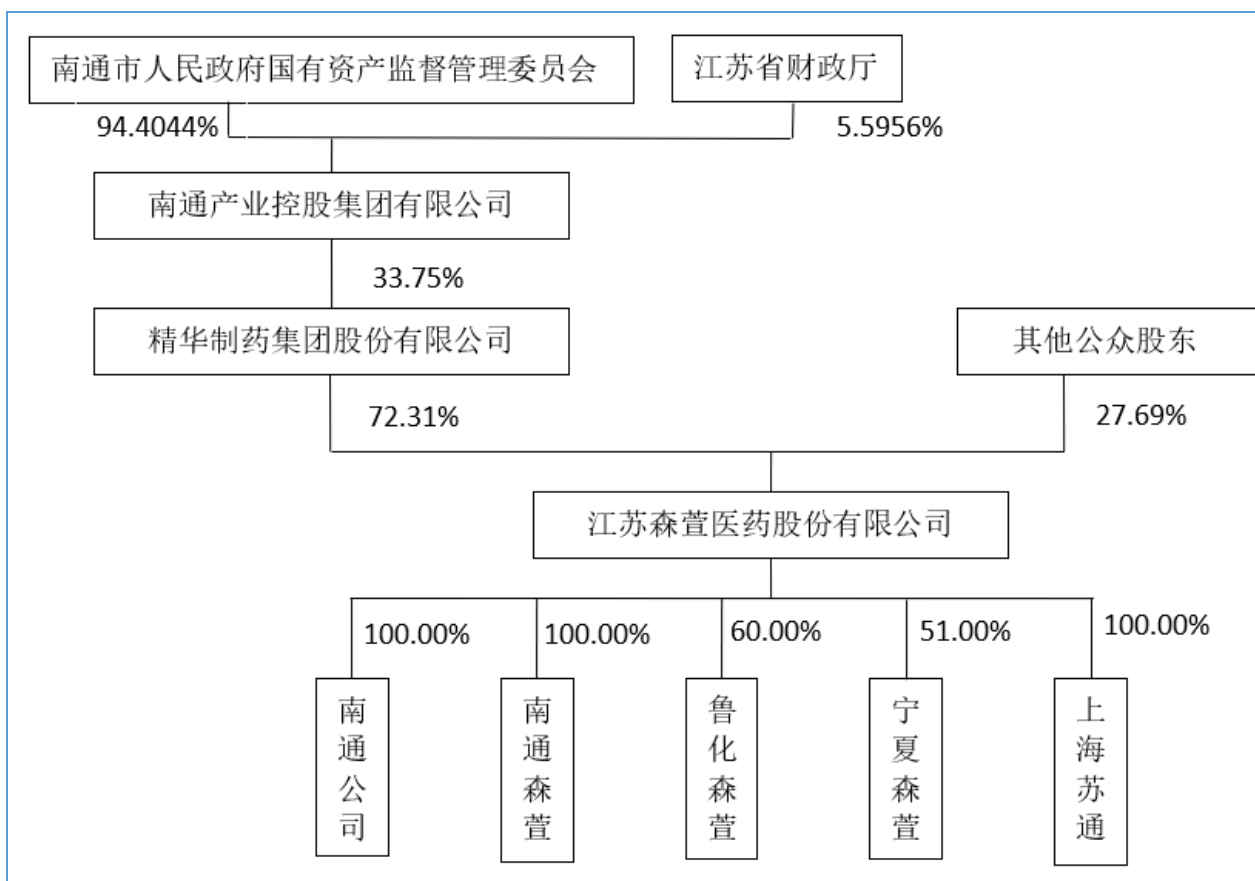 南通市人民政府国有资产监督管理委员会
江苏省财政厅
94.4044%
5.5956%
南通产业控股集团有限公司
33.75%
精华制药集团股份有限公司
其他公众股东
72.31%
27.69%
江苏森萱医药股份有限公司
100.00%
100.00%
60.00%
51.00%
100.00%
南通公司
南通森萱
鲁化森萱
宁夏森萱
上海苏通